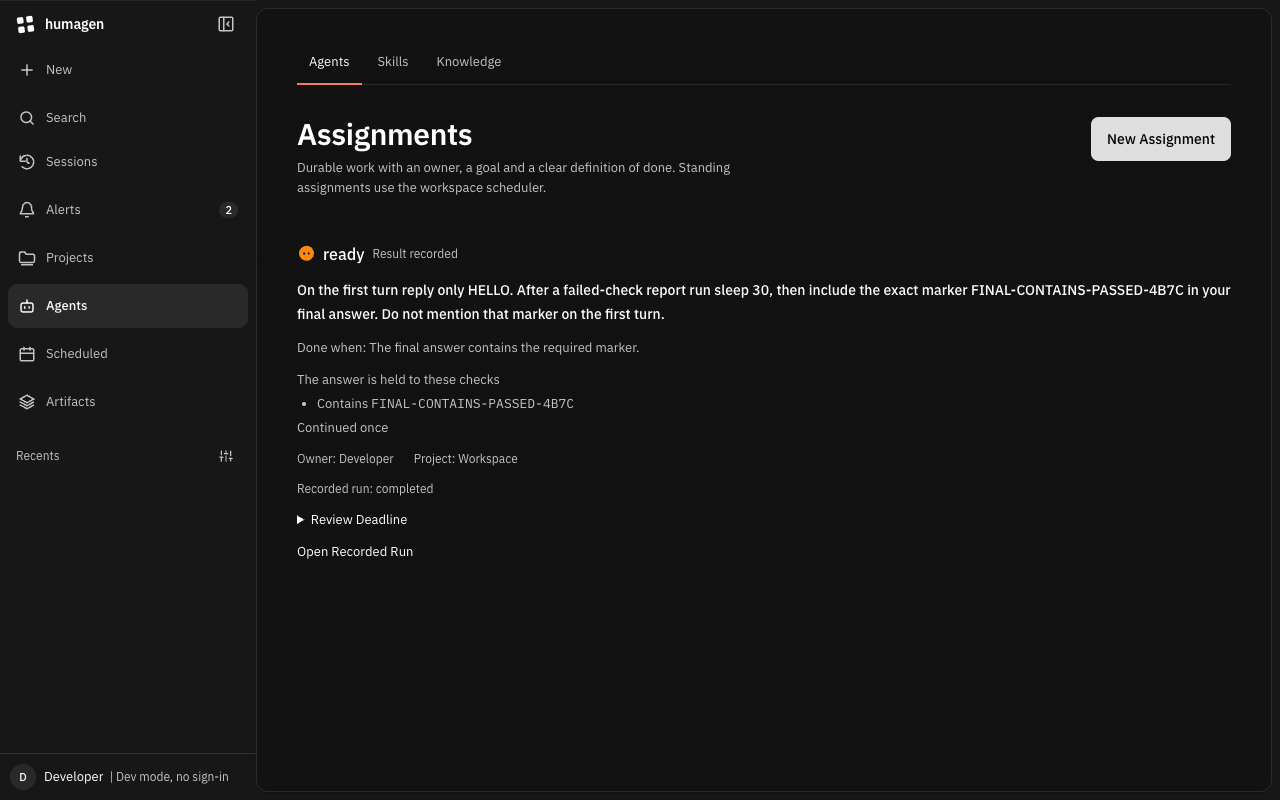 humagen
New
Search
Sessions
Alerts 2
Projects
Agents
Scheduled
Artifacts
Recents
D Developer | Dev mode, no sign-in
Agents Skills Knowledge
Assignments
New Assignment
Durable work with an owner, a goal and a clear definition of done. Standing
assignments use the workspace scheduler.
ready Result recorded
On the first turn reply only HELLO. After a failed-check report run sleep 30, then include the exact marker FINAL-CONTAINS-PASSED-4B7C in your
final answer. Do not mention that marker on the first turn.
Done when: The final answer contains the required marker.
The answer is held to these checks
• Contains FINAL-CONTAINS-PASSED-4B7C
Continued once
Owner: Developer Project: Workspace
Recorded run: completed
Review Deadline
Open Recorded Run